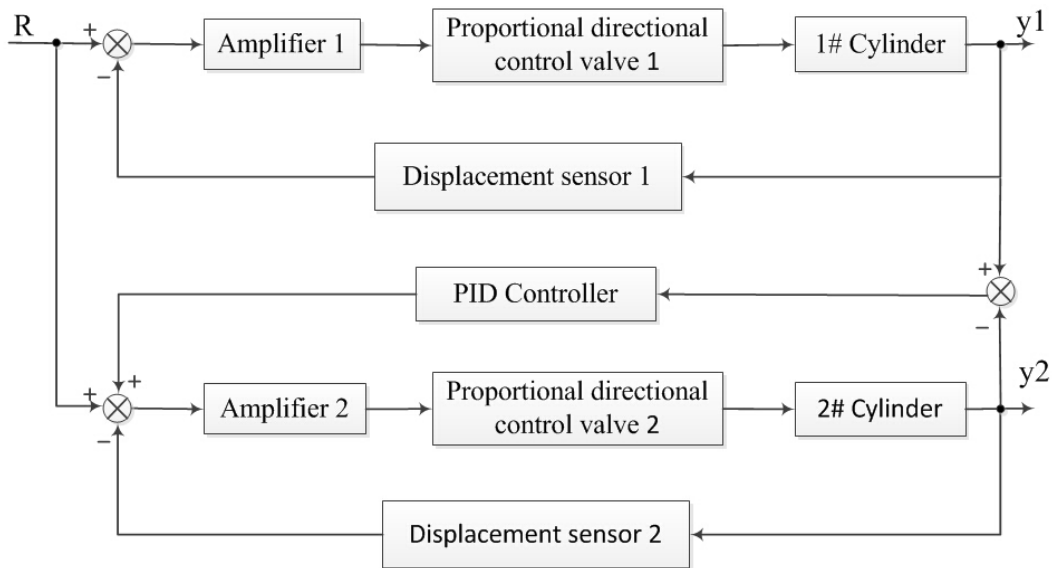 R
+
−
Amplifier 1
Proportional directional
control valve 1
1# Cylinder
y1
Displacement sensor 1
PID Controller
+
−
+
+
−
Amplifier 2
Proportional directional
control valve 2
2# Cylinder
y2
Displacement sensor 2